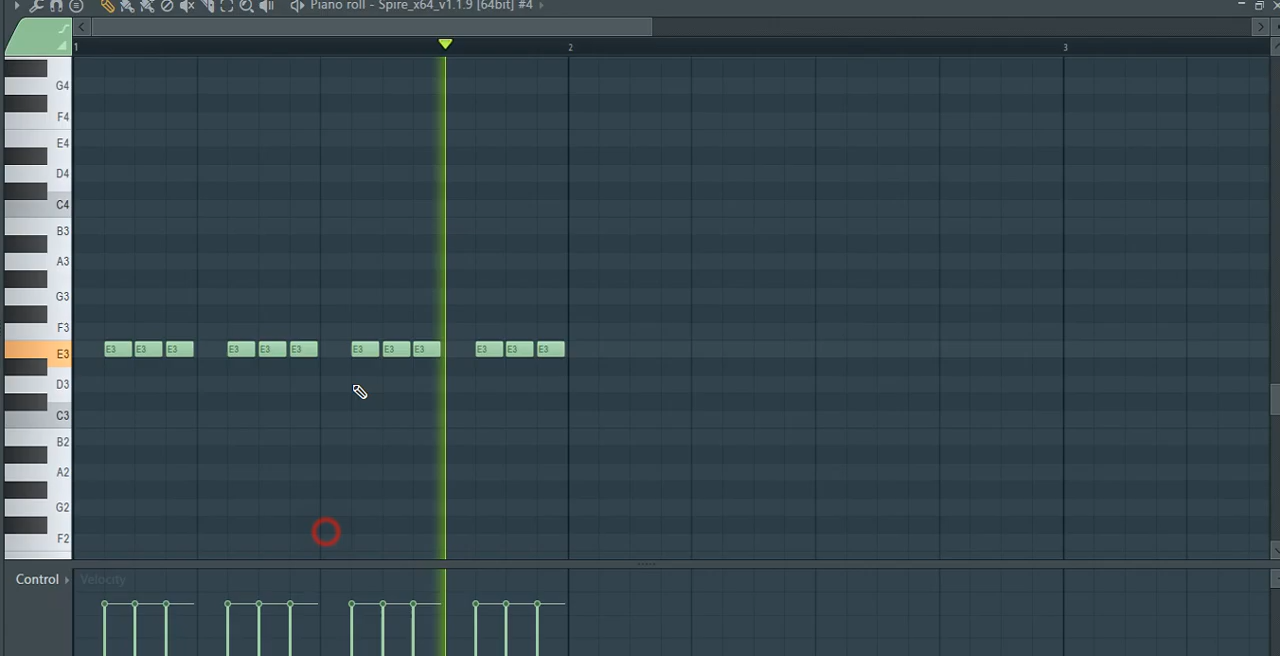 Piano roll - Spire_x64_v1.1.9 [64bit] #4
1 2 3
G4
F4
E4
D4
C4
B3
A3
G3
F3
E3 E3 E3 E3 E3 E3 E3 E3 E3 E3 E3 E3 E3
D3
C3
B2
A2
G2
F2
Control Velocity